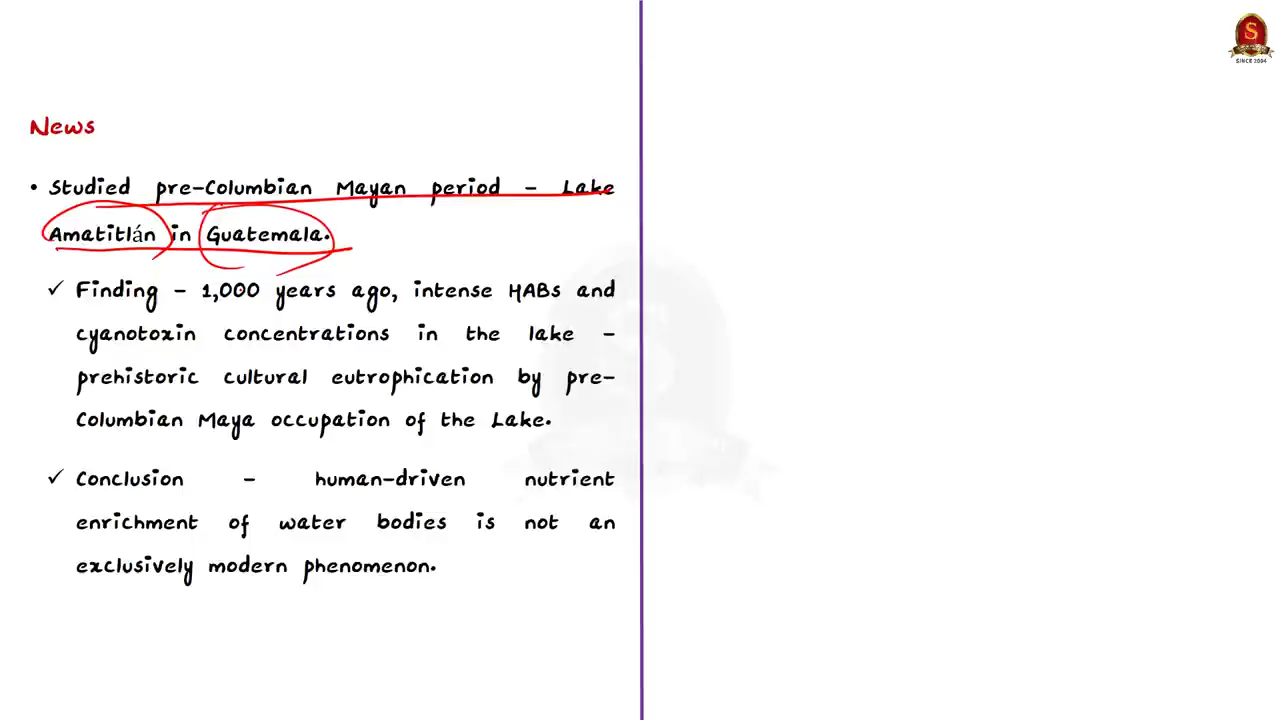 S
SINCE 2004
News
• Studied pre-Columbian Mayan period - Lake
Amatitlán in Guatemala.
✓ Finding - 1,000 years ago, intense HABs and
cyanotoxin concentrations in the lake -
prehistoric cultural eutrophication by pre-
Columbian Maya occupation of the Lake.
✓ Conclusion - human-driven nutrient
enrichment of water bodies is not an
exclusively modern phenomenon.